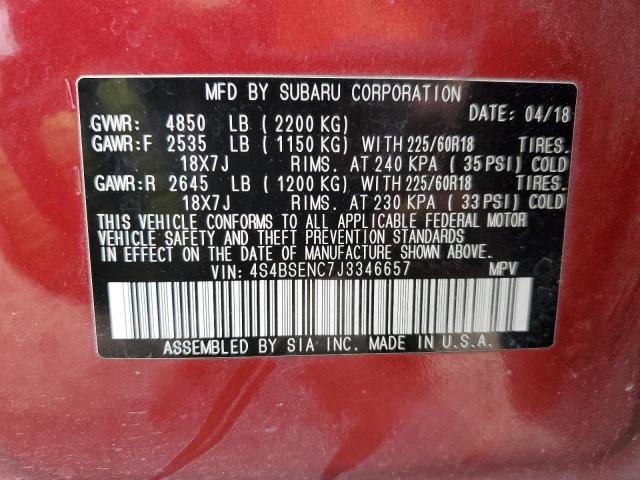 MFD BY SUBARU CORPORATION
DATE: 04/18
GVWR: 4850 LB (2200 KG)
GAWR:F 2535 LB (1150 KG) WITH 225/60R18 TIRES.
18X7J RIMS. AT 240 KPA (35 PSI) COLD
GAWR:R 2645 LB (1200 KG) WITH 225/60R18 TIRES.
18X7J RIMS. AT 230 KPA (33 PSI) COLD
THIS VEHICLE CONFORMS TO ALL APPLICABLE FEDERAL MOTOR
VEHICLE SAFETY AND THEFT PREVENTION STANDARDS
IN EFFECT ON THE DATE OF MANUFACTURE SHOWN ABOVE.
VIN: 4S4BSENC7J3346657 MPV
ASSEMBLED BY SIA INC. MADE IN U.S.A.